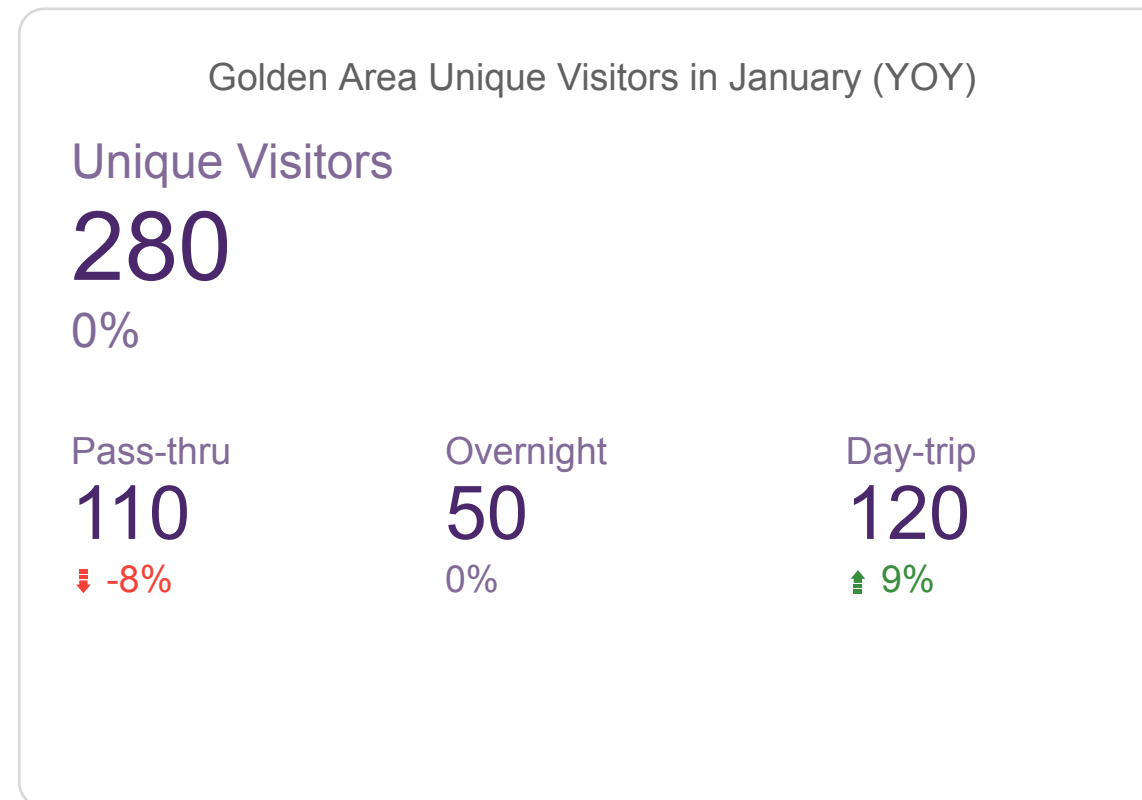 Golden Area Unique Visitors in January (YOY)
Unique Visitors
280
0%
Pass-thru Overnight Day-trip
110 50 120
-8% 0% 9%